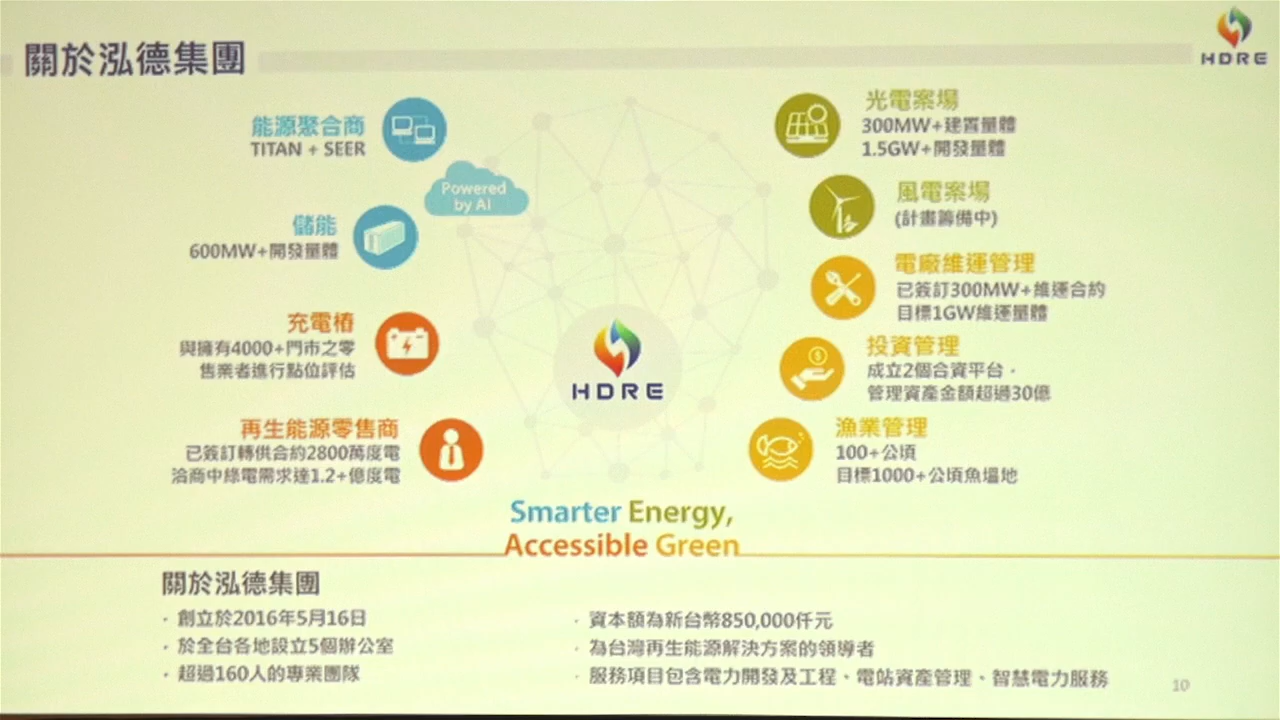 關於泓德集團
HDRE
能源聚合商
TITAN + SEER
Powered
by AI
儲能
600MW+開發量體
充電樁
與擁有4000+門市之零
售業者進行點位評估
再生能源零售商
已簽訂轉供合約2800萬度電
洽商中綠電需求達1.2+億度電
光電案場
300MW+建置量體
1.5GW+開發量體
風電案場
(計畫籌備中)
電廠維運管理
已簽訂300MW+維運合約
目標1GW維運量體
投資管理
成立2個合資平台，
管理資產金額超過30億
漁業管理
100+公頃
目標1000+公頃魚塭地
HDRE
Smarter Energy,
Accessible Green
關於泓德集團
· 創立於2016年5月16日
· 於全台各地設立5個辦公室
· 超過160人的專業團隊
· 資本額為新台幣850,000仟元
· 為台灣再生能源解決方案的領導者
· 服務項目包含電力開發及工程、電站資產管理、智慧電力服務
10